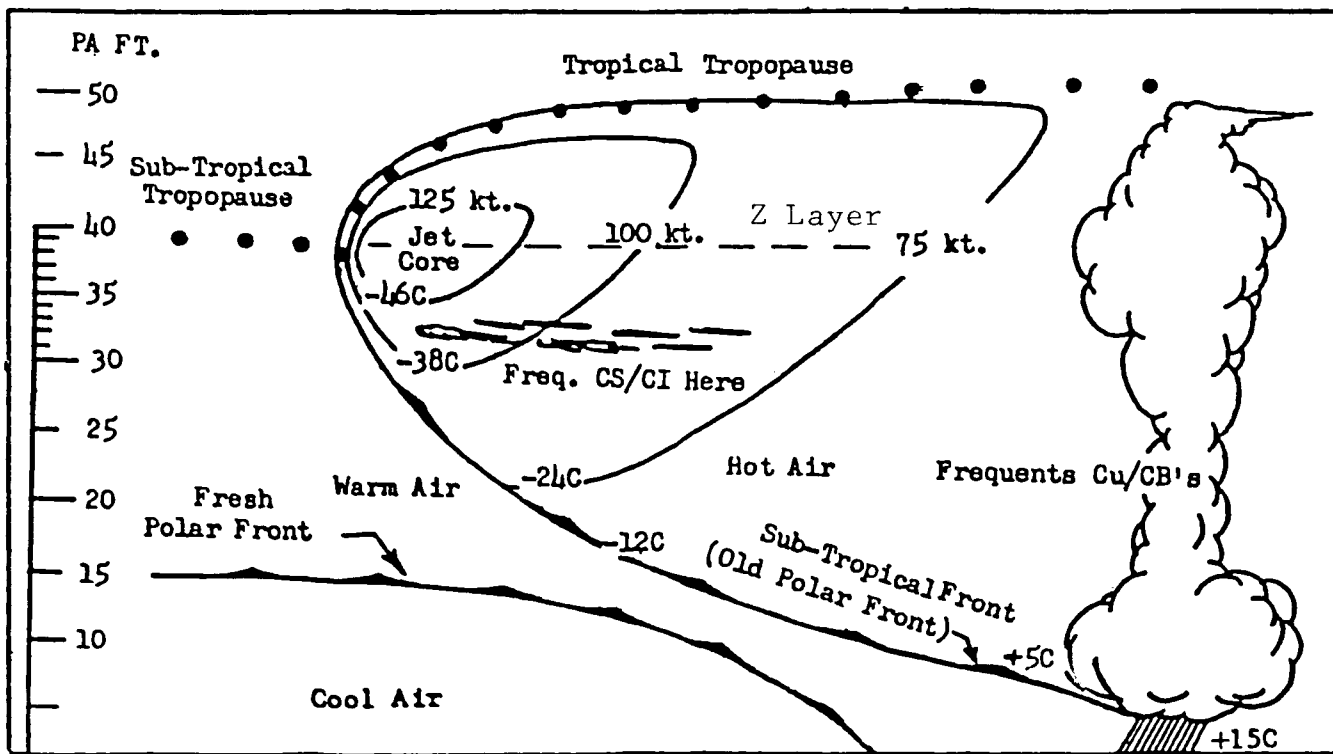 PA FT.
50
45
40
35
30
25
20
15
10
Tropical Tropopause
Sub-Tropical
Tropopause
125 kt.
Jet
Core
100 kt.
Z Layer
75 kt.
-46C
-38C
Freq. CS/CI Here
-24C
Hot Air
Frequents Cu/CB's
Warm Air
Fresh
Polar Front
-12C
Sub-Tropical Front
(Old Polar Front)
+5C
Cool Air
+15C